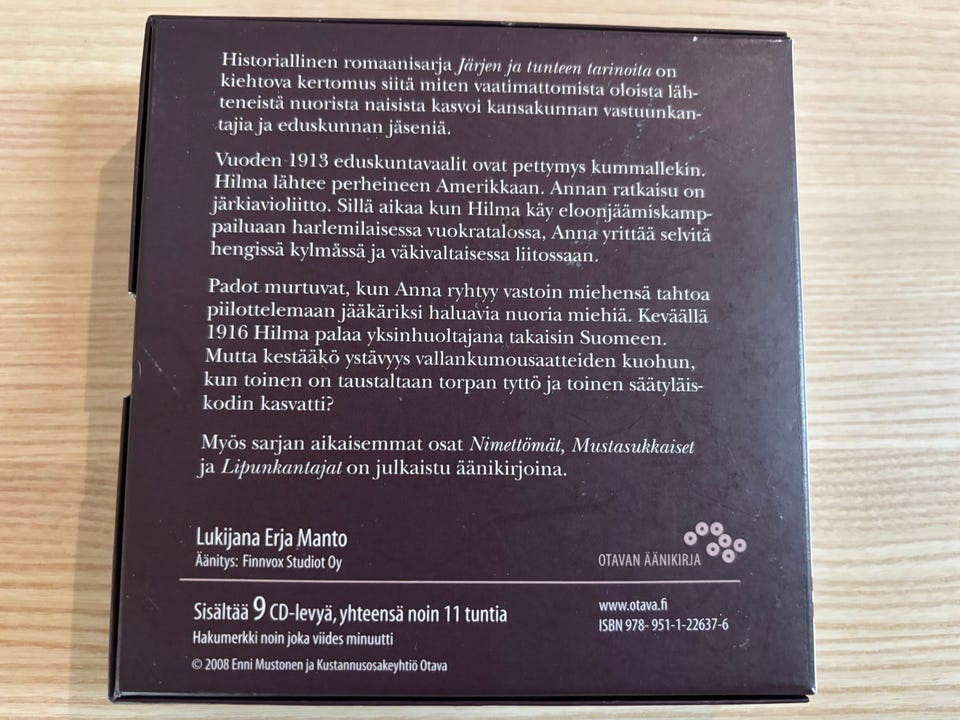 Historiallinen romaanisarja Järjen ja tunteen tarinoita on
kiehtova kertomus siitä miten vaatimattomista oloista läh-
teneistä nuorista naisista kasvoi kansakunnan vastuunkan-
tajia ja eduskunnan jäseniä.
Vuoden 1913 eduskuntavaalit ovat pettymys kummallekin.
Hilma lähtee perheineen Amerikkaan. Annan ratkaisu on
järkiavioliitto. Sillä aikaa kun Hilma käy eloonjäämiskamp-
pailuaan harlemilaisessa vuokratalossa, Anna yrittää selvitä
hengissä kylmässä ja väkivaltaisessa liitossaan.
Padot murtuvat, kun Anna ryhtyy vastoin miehensä tahtoa
piilottelemaan jääkäriksi haluavia nuoria miehiä. Keväällä
1916 Hilma palaa yksinhuoltajana takaisin Suomeen.
Mutta kestääkö ystävyys vallankumousaatteiden kuohun,
kun toinen on taustaltaan torpan tyttö ja toinen säätyläis-
kodin kasvatti?
Myös sarjan aikaisemmat osat Nimettömät, Mustasukkaiset
ja Lipunkantajat on julkaistu äänikirjoina.
Lukijana Erja Manto
Äänitys: Finnvox Studiot Oy
OTAVAN ÄÄNIKIRJA
Sisältää 9 CD-levyä, yhteensä noin 11 tuntia
Hakumerkki noin joka viides minuutti
© 2008 Enni Mustonen ja Kustannusosakeyhtiö Otava
www.otava.fi
ISBN 978- 951-1-22637-6